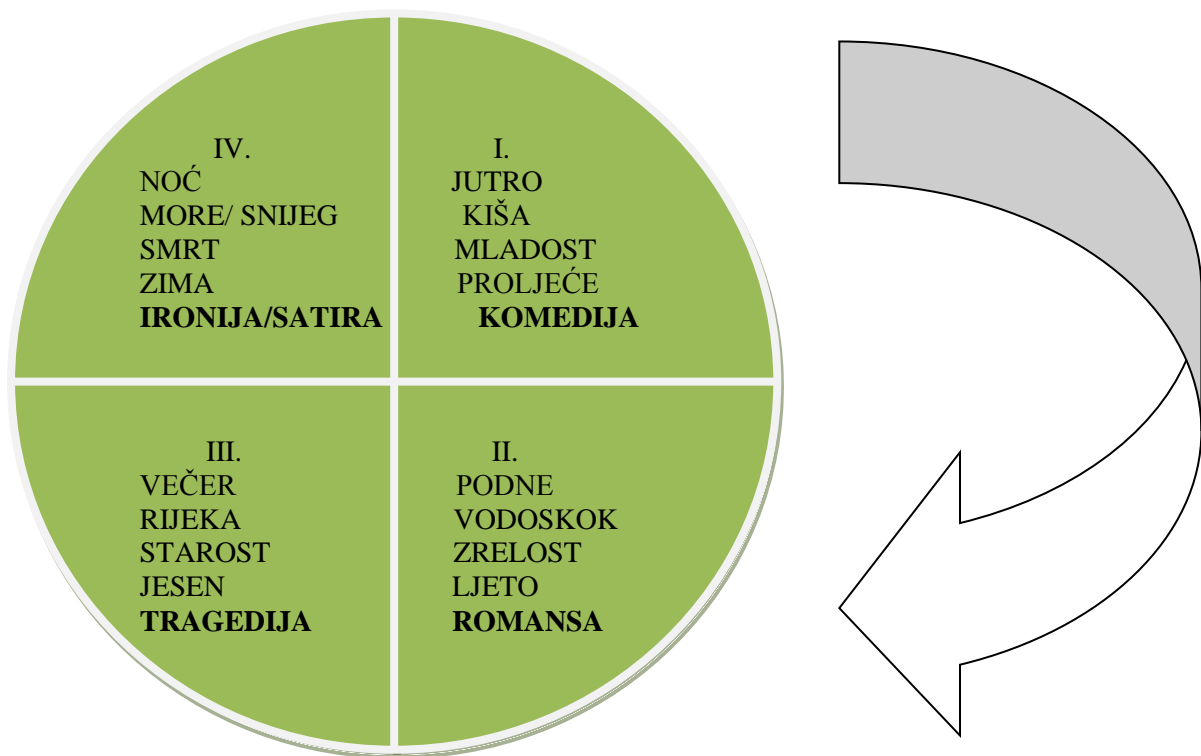 IV.
NOĆ
MORE/ SNIJEG
SMRT
ZIMA
IRONIJA/SATIRA
I.
JUTRO
KIŠA
MLADOST
PROLJEĆE
KOMEDIJA
III.
VEČER
RIJEKA
STAROST
JESEN
TRAGEDIJA
II.
PODNE
VODOSKOK
ZRELOST
LJETO
ROMANSA